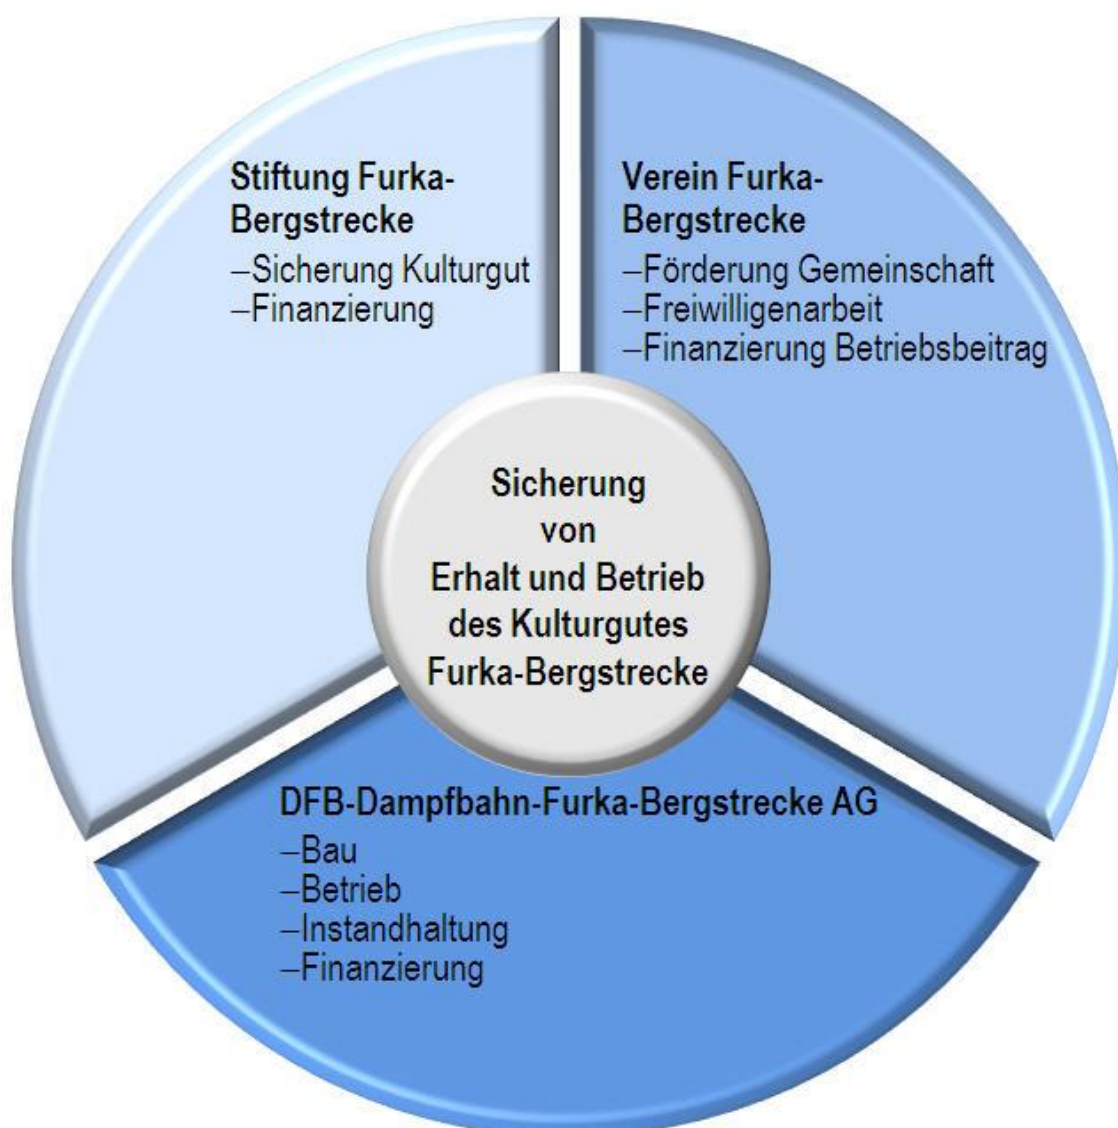 Stiftung Furka-
Bergstrecke
–Sicherung Kulturgut
–Finanzierung
Verein Furka-
Bergstrecke
–Förderung Gemeinschaft
–Freiwilligenarbeit
–Finanzierung Betriebsbeitrag
Sicherung
von
Erhalt und Betrieb
des Kulturgutes
Furka-Bergstrecke
DFB-Dampfbahn-Furka-Bergstrecke AG
–Bau
–Betrieb
–Instandhaltung
–Finanzierung